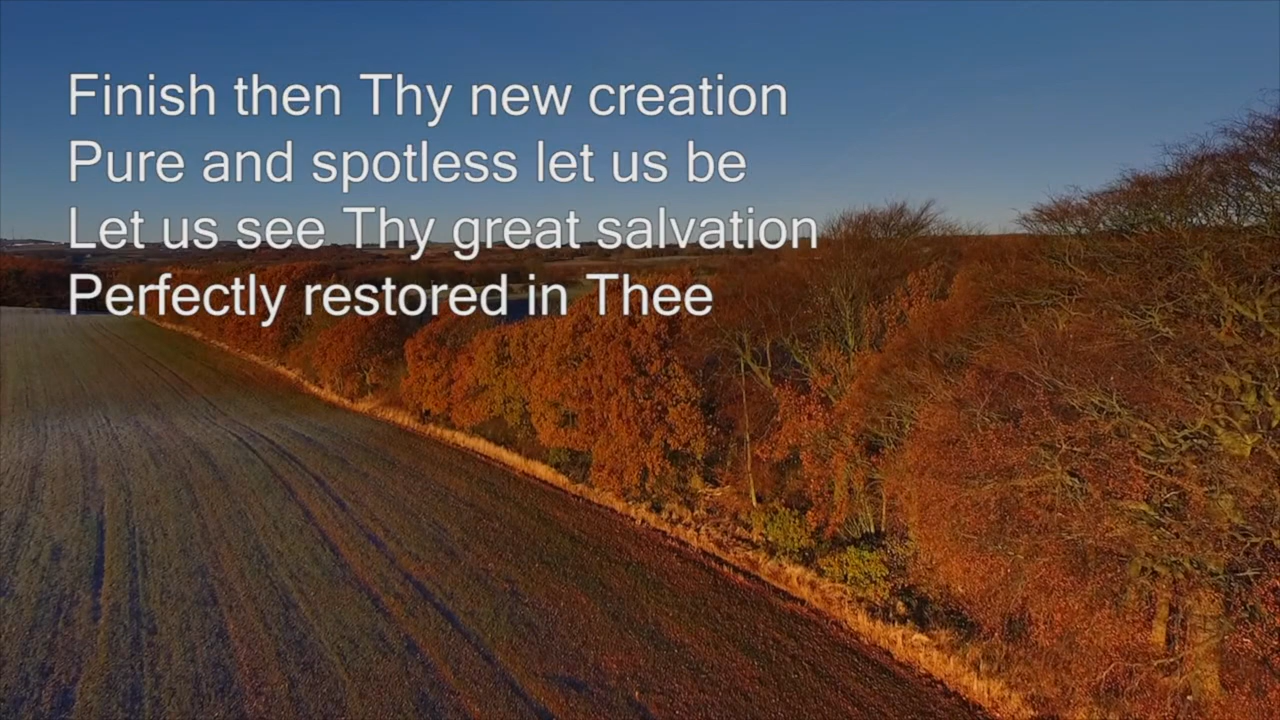 Finish then Thy new creation
Pure and spotless let us be
Let us see Thy great salvation
Perfectly restored in Thee